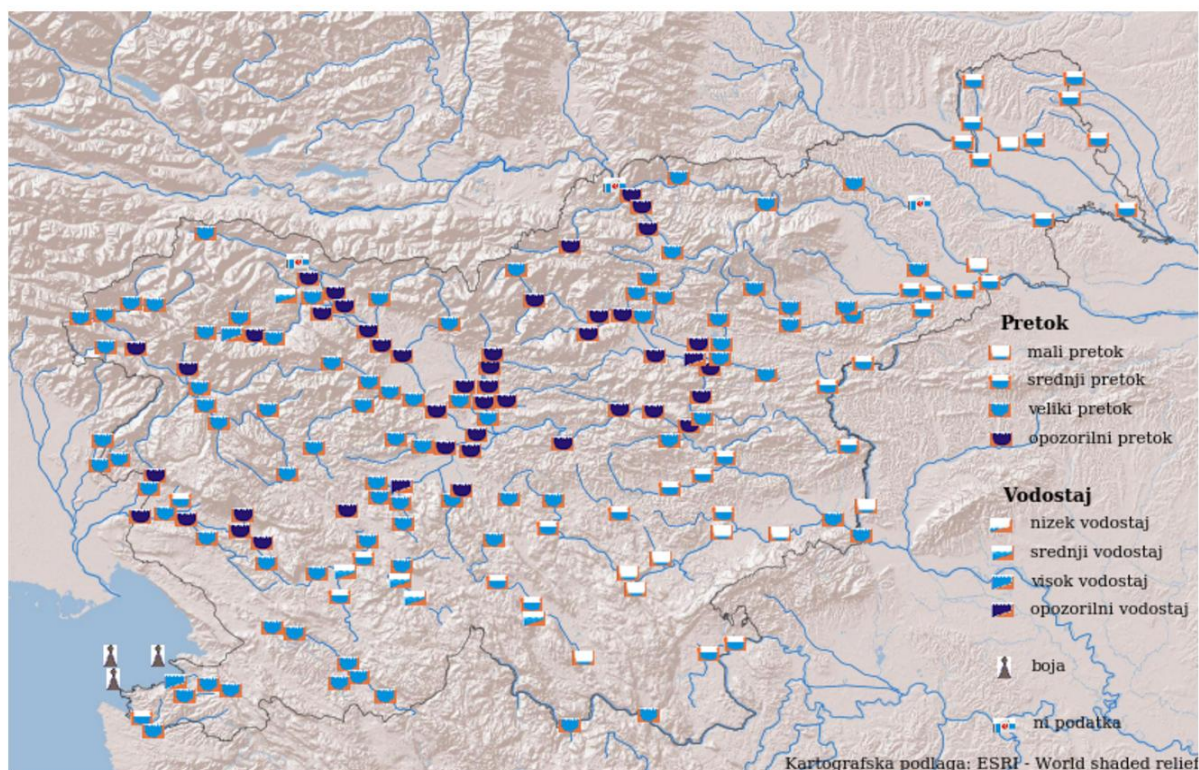 Pretok
mali pretok
srednji pretok
veliki pretok
opozorilni pretok
Vodostaj
nizek vodostaj
srednji vodostaj
visok vodostaj
opozorilni vodostaj
boja
ni podatka
Kartografska podlaga: ESRI - World shaded relief